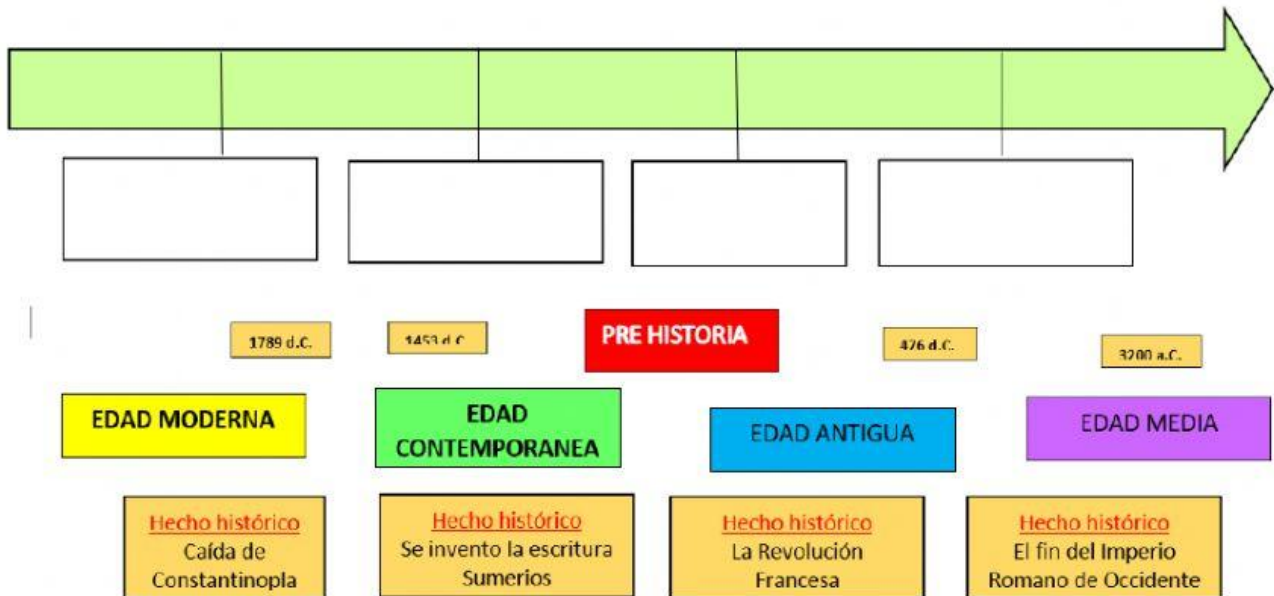 1789 d.C.
1453 d.C.
PRE HISTORIA
476 d.C.
3200 a.C.
EDAD MODERNA
EDAD
CONTEMPORANEA
EDAD ANTIGUA
EDAD MEDIA
Hecho histórico
Caída de
Constantinopla
Hecho histórico
Se invento la escritura
Sumerios
Hecho histórico
La Revolución
Francesa
Hecho histórico
El fin del Imperio
Romano de Occidente